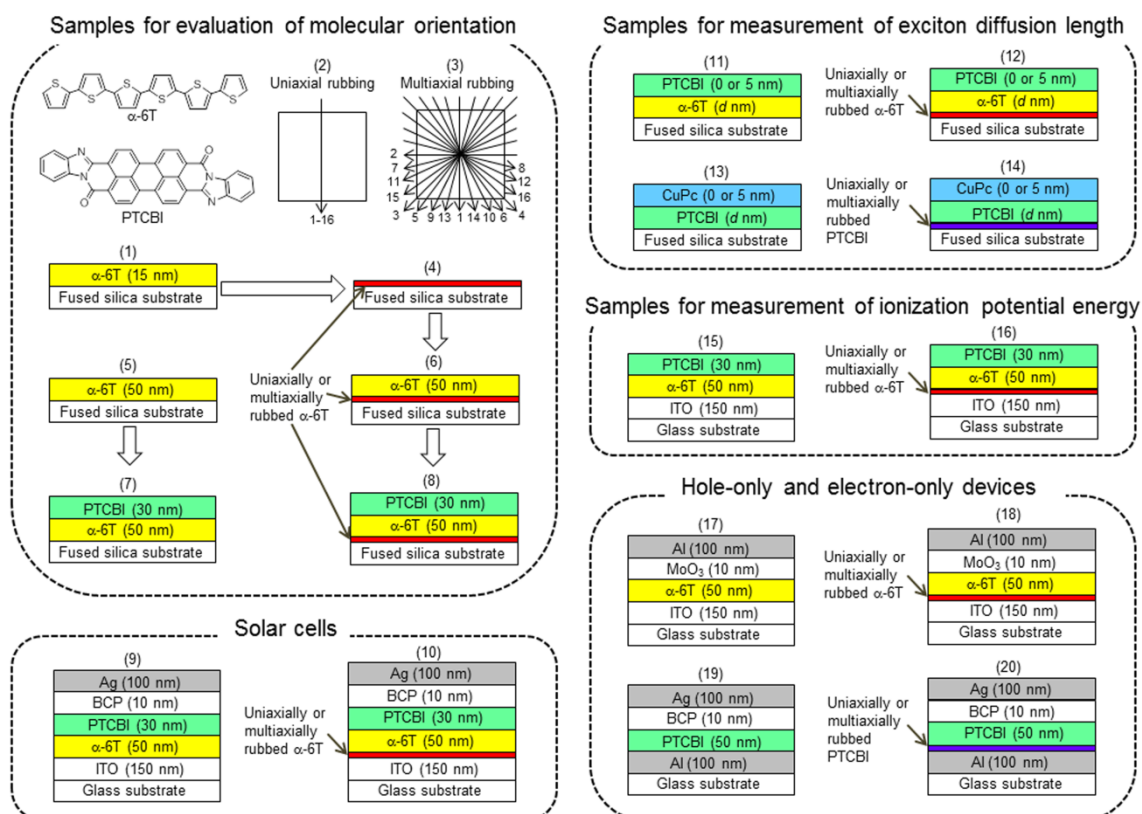 Samples for evaluation of molecular orientation
α-6T
PTCBI
(2)
Uniaxial rubbing
1-16
(3)
Multiaxial rubbing
2
7
11
15
3
5
9
13
1
14
10
6
4
8
12
16
(1)
α-6T (15 nm)
Fused silica substrate
(4)
Fused silica substrate
(5)
α-6T (50 nm)
Fused silica substrate
Uniaxially or
multiaxially
rubbed α-6T
(6)
α-6T (50 nm)
Fused silica substrate
(7)
PTCBI (30 nm)
α-6T (50 nm)
Fused silica substrate
(8)
PTCBI (30 nm)
α-6T (50 nm)
Fused silica substrate
Solar cells
(9)
Ag (100 nm)
BCP (10 nm)
PTCBI (30 nm)
α-6T (50 nm)
ITO (150 nm)
Glass substrate
Uniaxially or
multiaxially
rubbed α-6T
(10)
Ag (100 nm)
BCP (10 nm)
PTCBI (30 nm)
α-6T (50 nm)
ITO (150 nm)
Glass substrate
Samples for measurement of exciton diffusion length
(11)
PTCBI (0 or 5 nm)
α-6T (d nm)
Fused silica substrate
Uniaxially or
multiaxially
rubbed α-6T
(12)
PTCBI (0 or 5 nm)
α-6T (d nm)
Fused silica substrate
(13)
CuPc (0 or 5 nm)
PTCBI (d nm)
Fused silica substrate
Uniaxially or
multiaxially
rubbed
PTCBI
(14)
CuPc (0 or 5 nm)
PTCBI (d nm)
Fused silica substrate
Samples for measurement of ionization potential energy
(15)
PTCBI (30 nm)
α-6T (50 nm)
ITO (150 nm)
Glass substrate
Uniaxially or
multiaxially
rubbed α-6T
(16)
PTCBI (30 nm)
α-6T (50 nm)
ITO (150 nm)
Glass substrate
Hole-only and electron-only devices
(17)
Al (100 nm)
MoO₃ (10 nm)
α-6T (50 nm)
ITO (150 nm)
Glass substrate
Uniaxially or
multiaxially
rubbed α-6T
(18)
Al (100 nm)
MoO₃ (10 nm)
α-6T (50 nm)
ITO (150 nm)
Glass substrate
(19)
Ag (100 nm)
BCP (10 nm)
PTCBI (50 nm)
Al (100 nm)
Glass substrate
Uniaxially or
multiaxially
rubbed
PTCBI
(20)
Ag (100 nm)
BCP (10 nm)
PTCBI (50 nm)
Al (100 nm)
Glass substrate